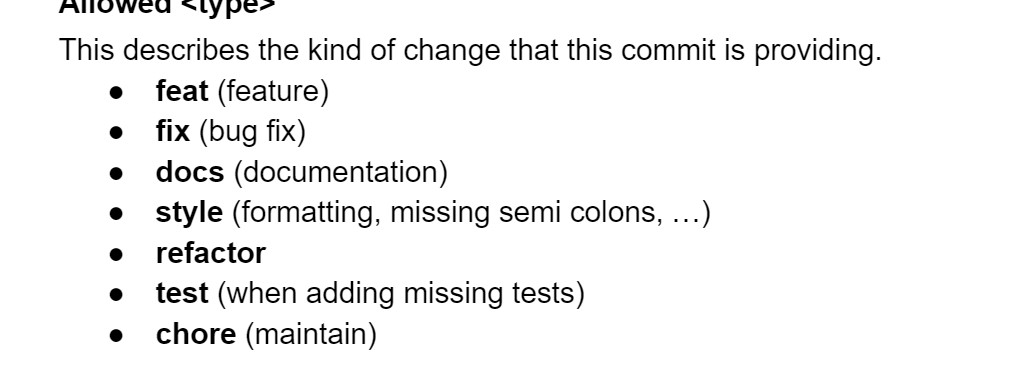 Allowed <type>
This describes the kind of change that this commit is providing.
● feat (feature)
● fix (bug fix)
● docs (documentation)
● style (formatting, missing semi colons, …)
● refactor
● test (when adding missing tests)
● chore (maintain)